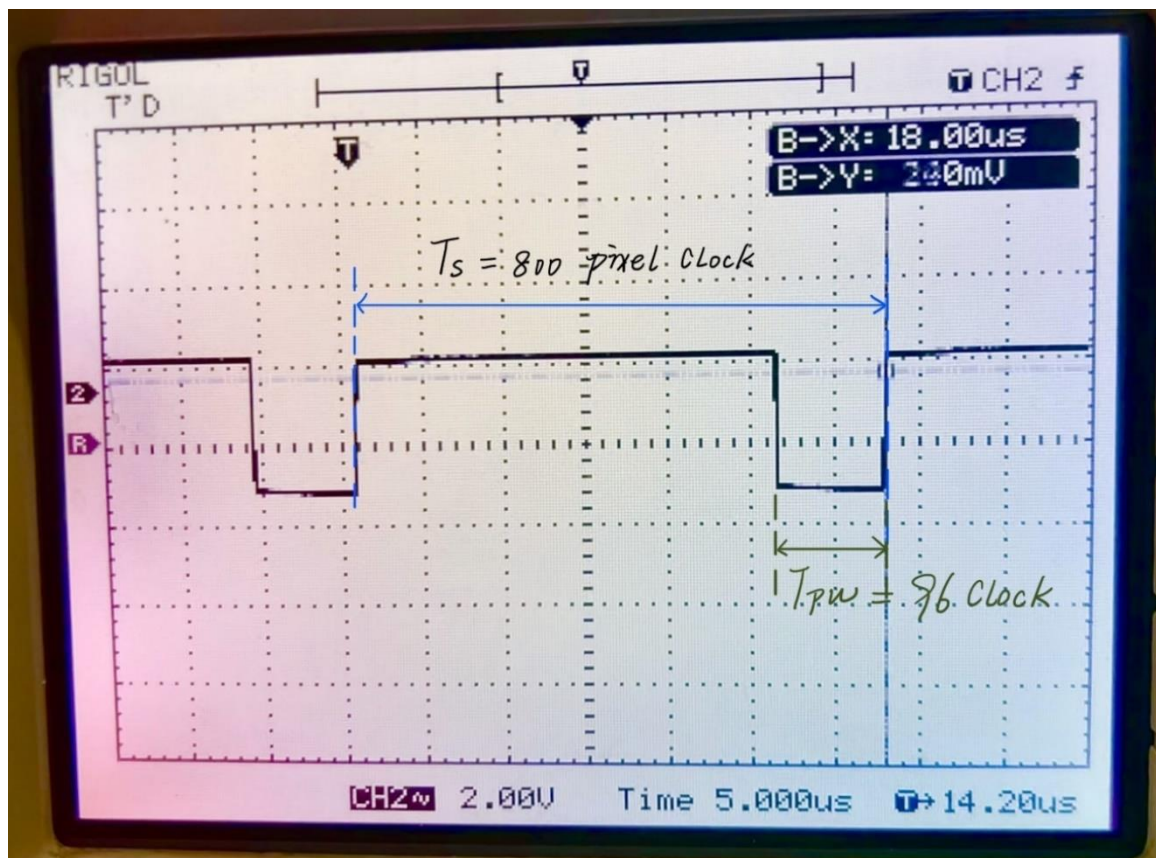 RIGOL
T'D
T
T CH2
T
B->X: 18.00us
B->Y: 240mV
Ts = 800 pixel clock
2
R
Tpw = 96 Clock
CH2~ 2.00V Time 5.000us T→14.20us